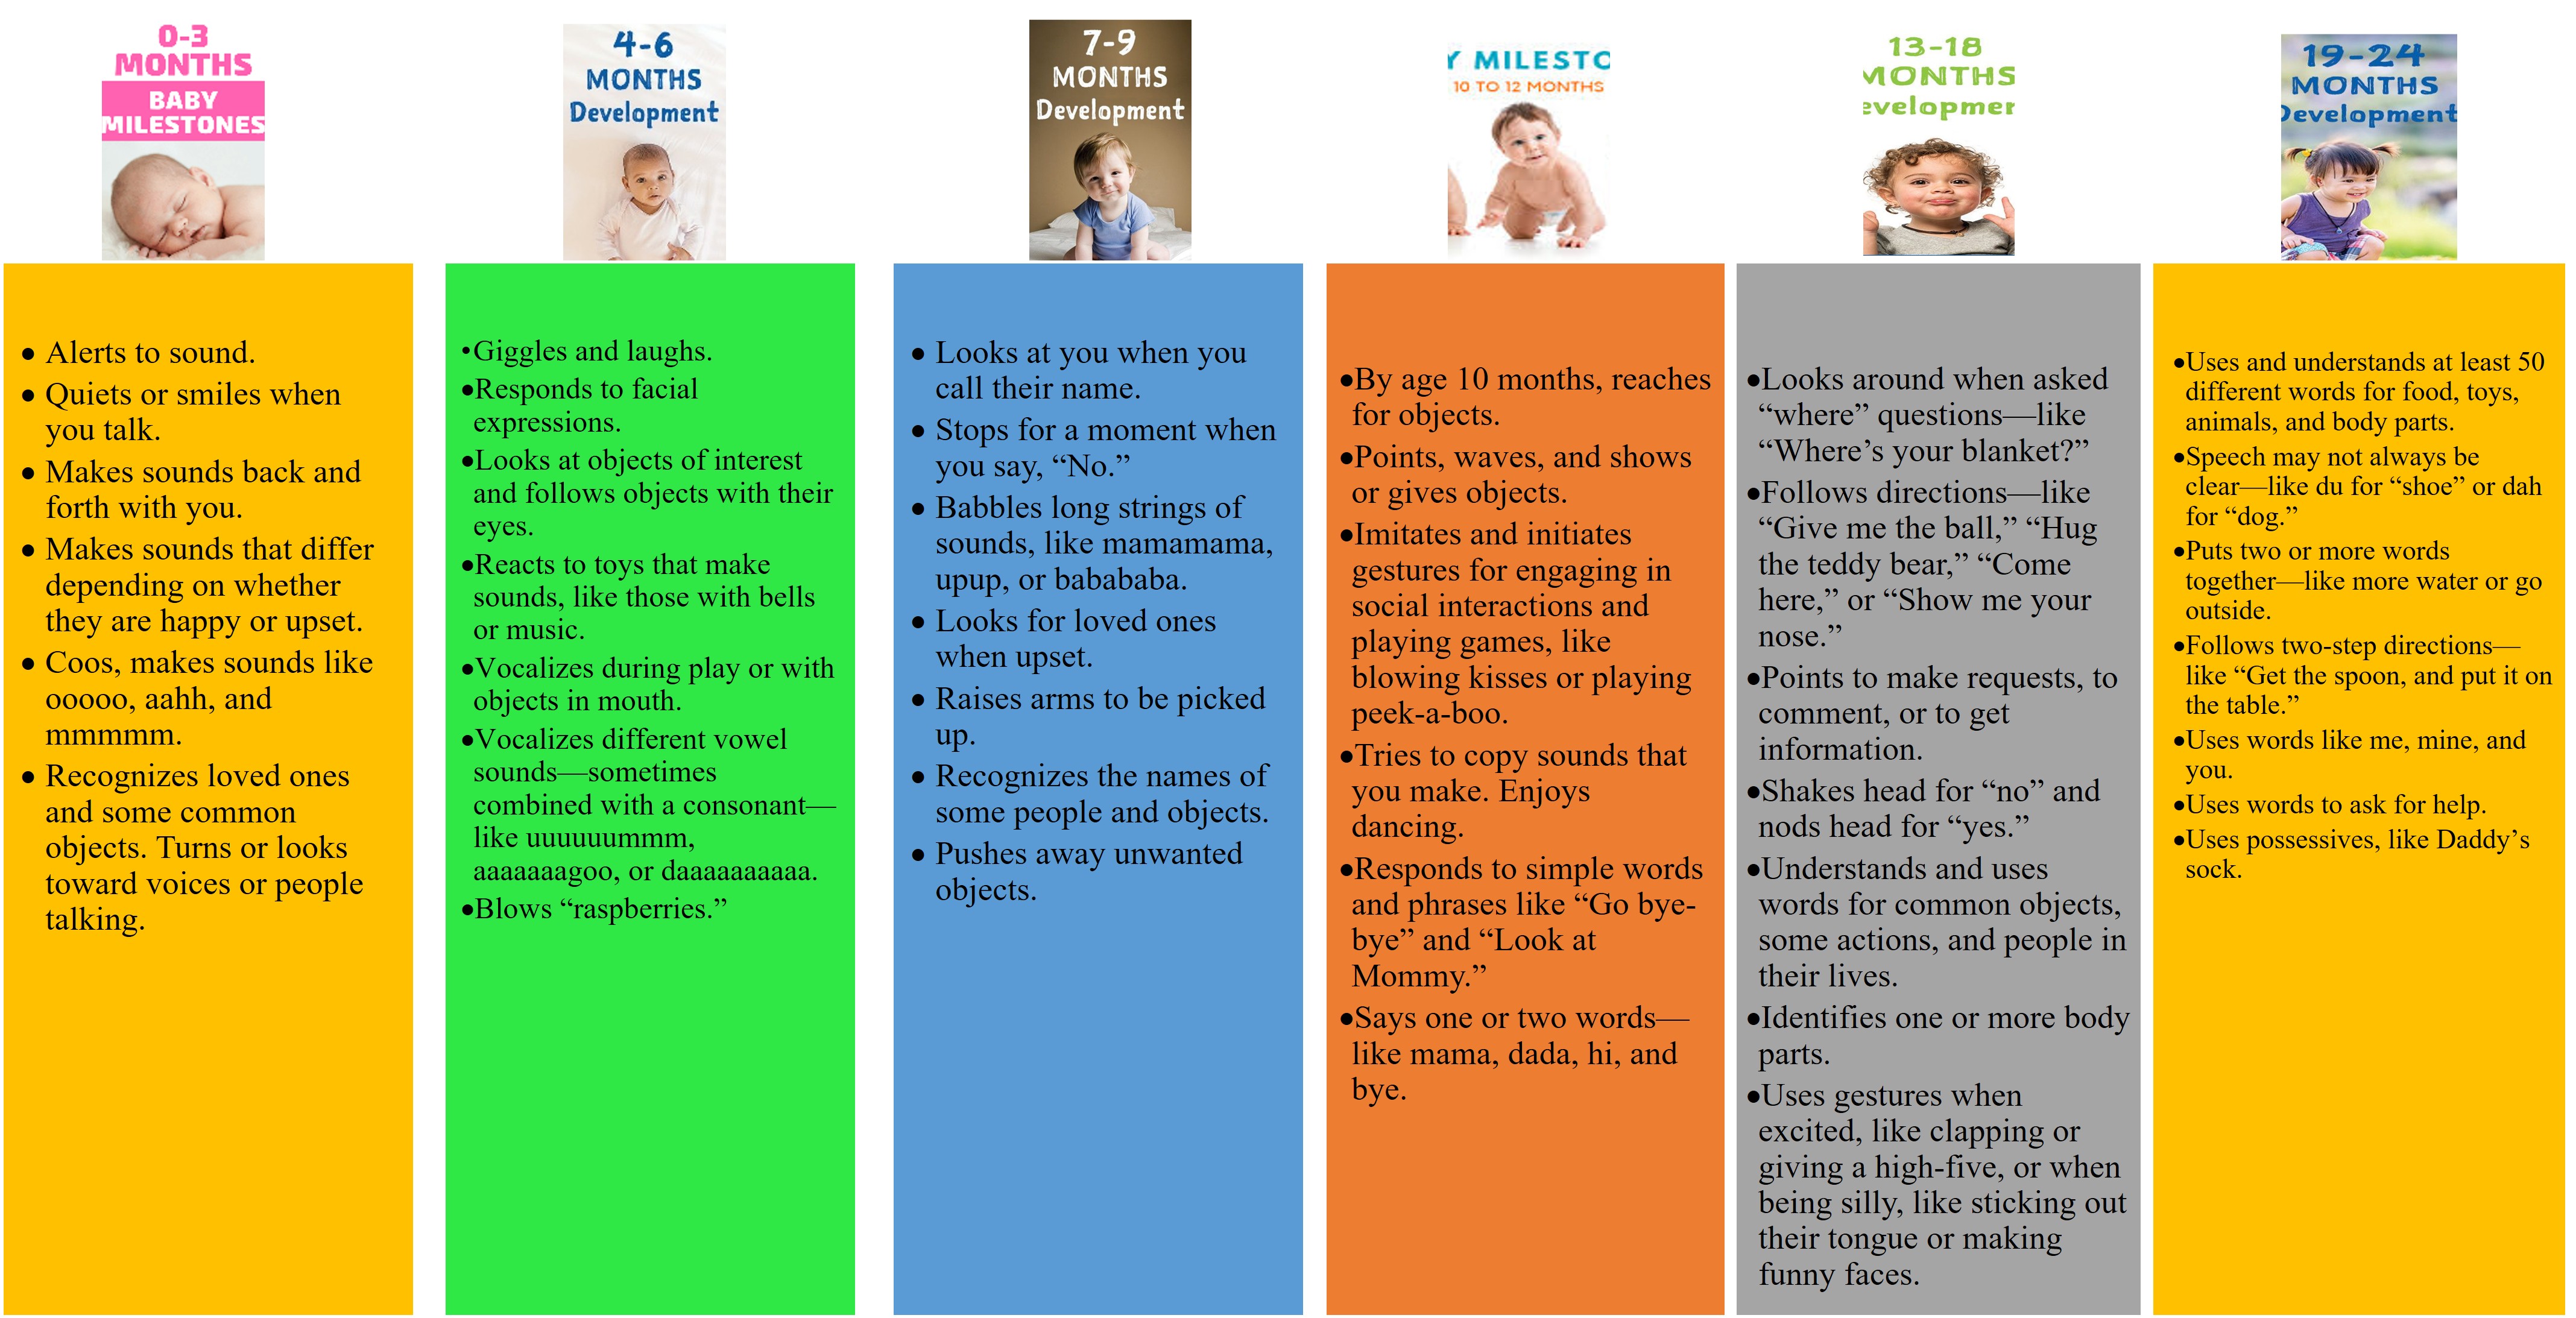 0-3
MONTHS
BABY
MILESTONES
• Alerts to sound.
• Quiets or smiles when
you talk.
• Makes sounds back and
forth with you.
• Makes sounds that differ
depending on whether
they are happy or upset.
• Coos, makes sounds like
ooooo, aahh, and
mmmmm.
• Recognizes loved ones
and some common
objects. Turns or looks
toward voices or people
talking.
4-6
MONTHS
Development
•Giggles and laughs.
•Responds to facial
expressions.
•Looks at objects of interest
and follows objects with their
eyes.
•Reacts to toys that make
sounds, like those with bells
or music.
•Vocalizes during play or with
objects in mouth.
•Vocalizes different vowel
sounds—sometimes
combined with a consonant—
like uuuuuummm,
aaaaaaagoo, or daaaaaaaaaa.
•Blows “raspberries.”
7-9
MONTHS
Development
• Looks at you when you
call their name.
• Stops for a moment when
you say, “No.”
• Babbles long strings of
sounds, like mamamama,
upup, or babababa.
• Looks for loved ones
when upset.
• Raises arms to be picked
up.
• Recognizes the names of
some people and objects.
• Pushes away unwanted
objects.
Y MILESTO
10 TO 12 MONTHS
•By age 10 months, reaches
for objects.
•Points, waves, and shows
or gives objects.
•Imitates and initiates
gestures for engaging in
social interactions and
playing games, like
blowing kisses or playing
peek-a-boo.
•Tries to copy sounds that
you make. Enjoys
dancing.
•Responds to simple words
and phrases like “Go bye-
bye” and “Look at
Mommy.”
•Says one or two words—
like mama, dada, hi, and
bye.
13-18
MONTHS
evelopmer
•Looks around when asked
“where” questions—like
“Where’s your blanket?”
•Follows directions—like
“Give me the ball,” “Hug
the teddy bear,” “Come
here,” or “Show me your
nose.”
•Points to make requests, to
comment, or to get
information.
•Shakes head for “no” and
nods head for “yes.”
•Understands and uses
words for common objects,
some actions, and people in
their lives.
•Identifies one or more body
parts.
•Uses gestures when
excited, like clapping or
giving a high-five, or when
being silly, like sticking out
their tongue or making
funny faces.
19-24
MONTHS
Development
•Uses and understands at least 50
different words for food, toys,
animals, and body parts.
•Speech may not always be
clear—like du for “shoe” or dah
for “dog.”
•Puts two or more words
together—like more water or go
outside.
•Follows two-step directions—
like “Get the spoon, and put it on
the table.”
•Uses words like me, mine, and
you.
•Uses words to ask for help.
•Uses possessives, like Daddy’s
sock.